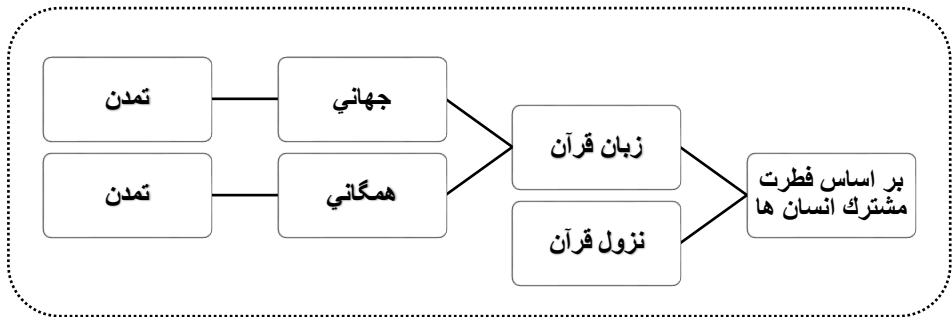 بر اساس فطرت
مشترك انسان ها
زبان قرآن
نزول قرآن
جهاني
همگاني
تمدن
تمدن